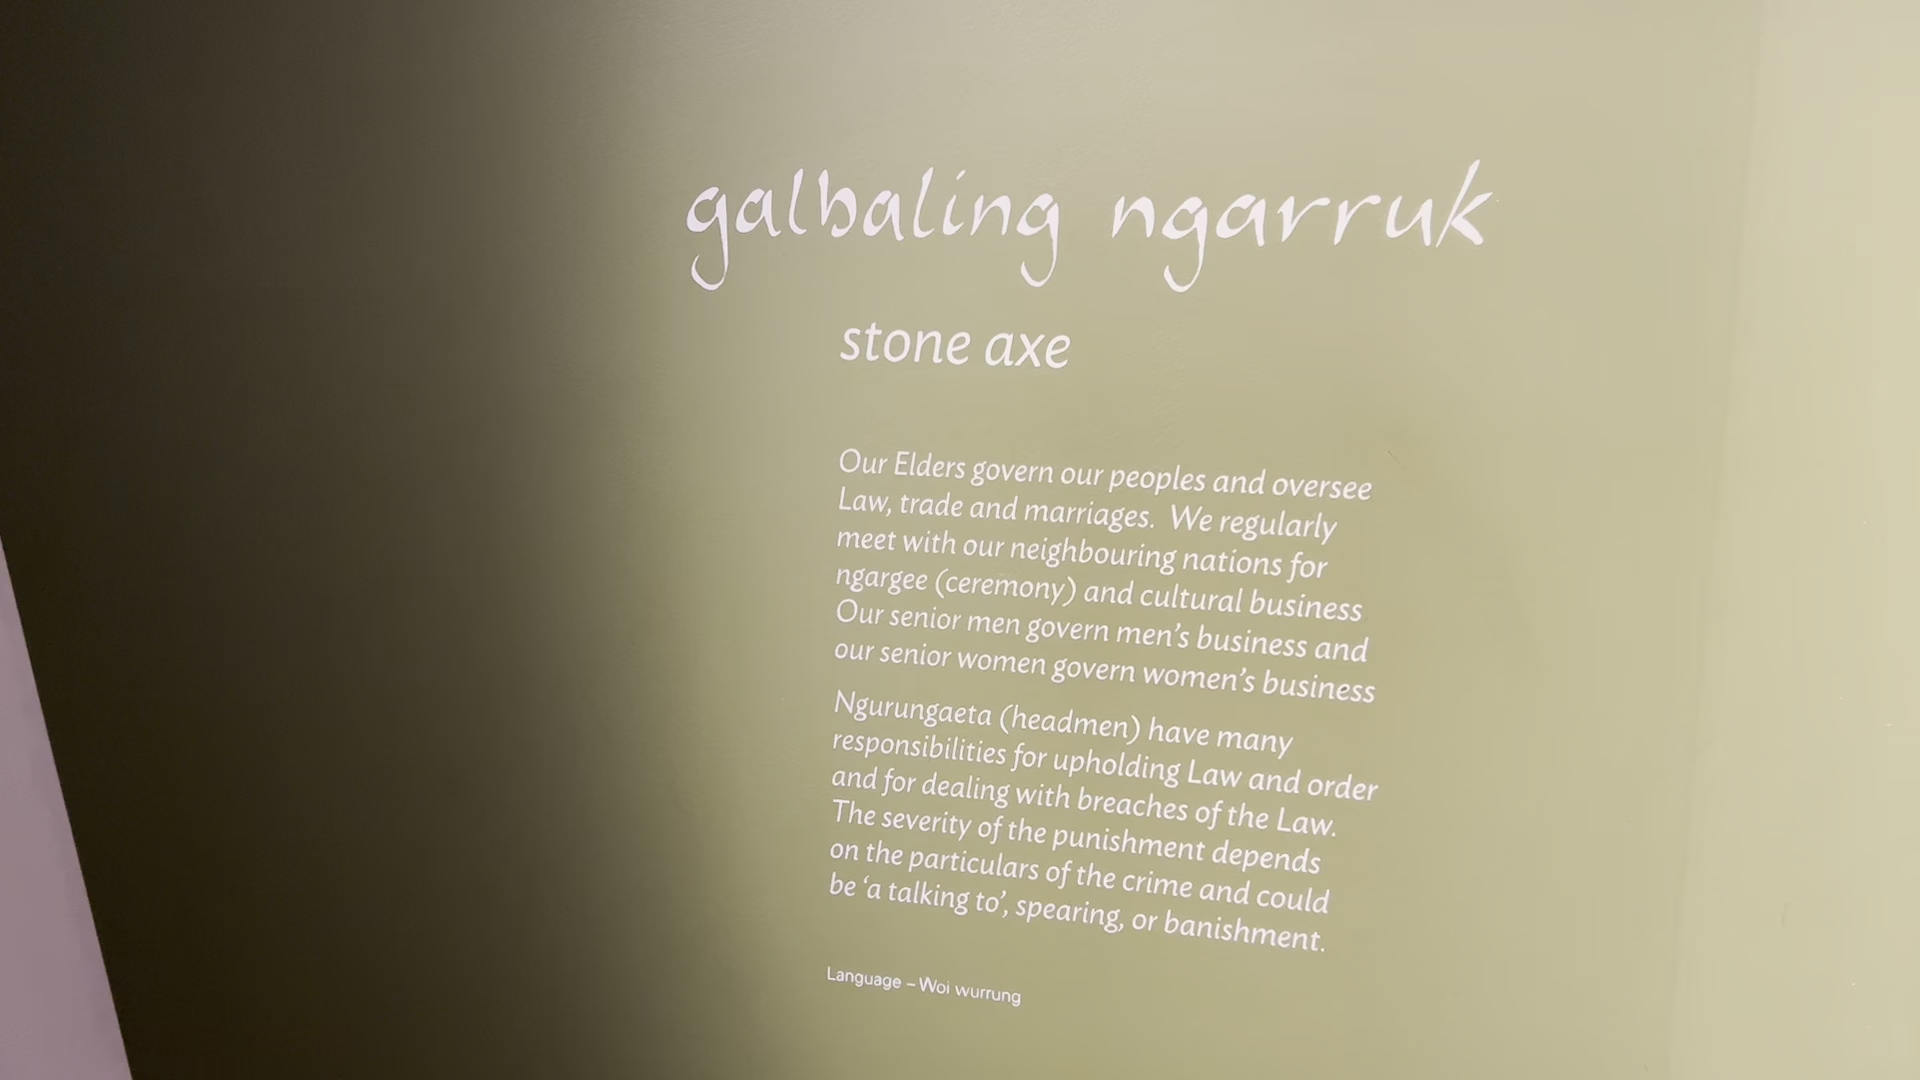 galbaling ngarruk
stone axe
Our Elders govern our peoples and oversee
Law, trade and marriages. We regularly
meet with our neighbouring nations for
ngargee (ceremony) and cultural business
Our senior men govern men’s business and
our senior women govern women’s business
Ngurungaeta (headmen) have many
responsibilities for upholding Law and order
and for dealing with breaches of the Law.
The severity of the punishment depends
on the particulars of the crime and could
be ‘a talking to’, spearing, or banishment.
Language – Woi wurrung